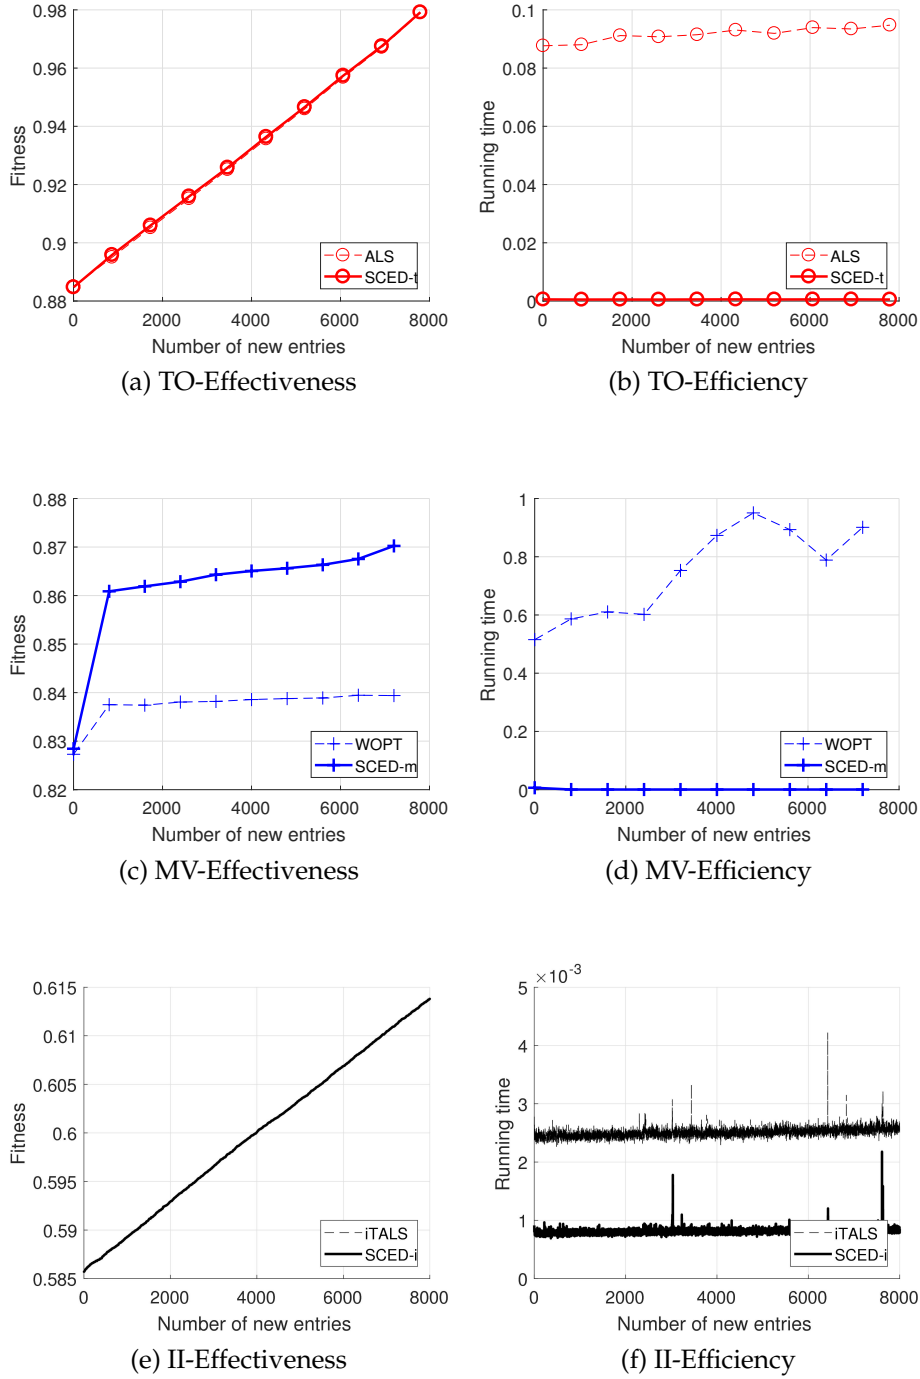 0.98
0.96
0.94
0.92
0.9
0.88
Fitness
ALS
SCED-t
0 2000 4000 6000 8000
Number of new entries
(a) TO-Effectiveness
0.1
0.08
0.06
0.04
0.02
0
Running time
ALS
SCED-t
0 2000 4000 6000 8000
Number of new entries
(b) TO-Efficiency
0.88
0.87
0.86
0.85
0.84
0.83
0.82
Fitness
WOPT
SCED-m
0 2000 4000 6000 8000
Number of new entries
(c) MV-Effectiveness
1
0.8
0.6
0.4
0.2
0
Running time
WOPT
SCED-m
0 2000 4000 6000 8000
Number of new entries
(d) MV-Efficiency
0.615
0.61
0.605
0.6
0.595
0.59
0.585
Fitness
iTALS
SCED-i
0 2000 4000 6000 8000
Number of new entries
(e) II-Effectiveness
×10⁻³
5
4
3
2
1
0
Running time
iTALS
SCED-i
0 2000 4000 6000 8000
Number of new entries
(f) II-Efficiency